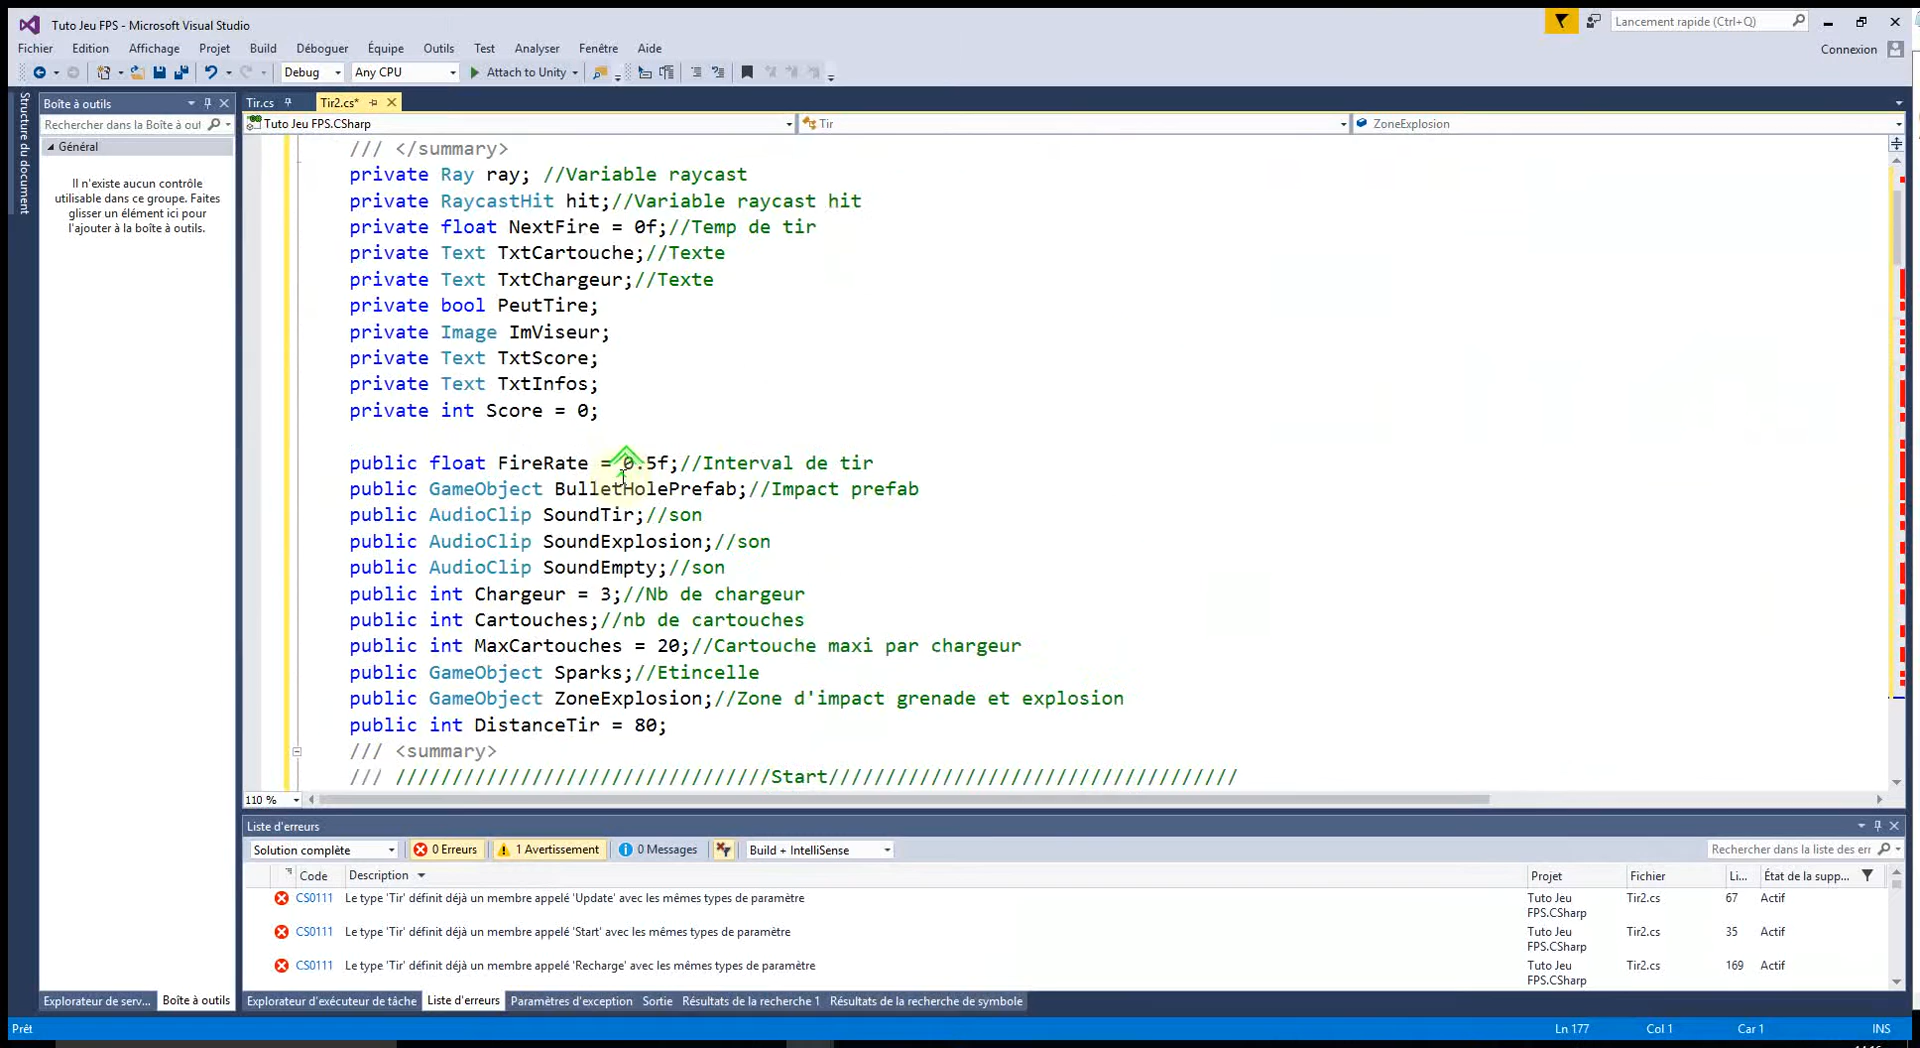 Tuto Jeu FPS - Microsoft Visual Studio
Lancement rapide (Ctrl+Q)
Fichier Edition Affichage Projet Build Déboguer Équipe Outils Test Analyser Fenêtre Aide
Connexion
Debug Any CPU Attach to Unity
Structure du document
Boîte à outils
Tir.cs
Tir2.cs*
Rechercher dans la Boîte à out
Tuto Jeu FPS.CSharp
Tir
ZoneExplosion
Général
Il n'existe aucun contrôle
utilisable dans ce groupe. Faites
glisser un élément ici pour
l'ajouter à la boîte à outils.
/// </summary>
private Ray ray; //Variable raycast
private RaycastHit hit;//Variable raycast hit
private float NextFire = 0f;//Temp de tir
private Text TxtCartouche;//Texte
private Text TxtChargeur;//Texte
private bool PeutTire;
private Image ImViseur;
private Text TxtScore;
private Text TxtInfos;
private int Score = 0;
public float FireRate = 0.5f;//Interval de tir
public GameObject BulletHolePrefab;//Impact prefab
public AudioClip SoundTir;//son
public AudioClip SoundExplosion;//son
public AudioClip SoundEmpty;//son
public int Chargeur = 3;//Nb de chargeur
public int Cartouches;//nb de cartouches
public int MaxCartouches = 20;//Cartouche maxi par chargeur
public GameObject Sparks;//Etincelle
public GameObject ZoneExplosion;//Zone d'impact grenade et explosion
public int DistanceTir = 80;
/// <summary>
/// /////////////////////////////////Start////////////////////////////////////
110 %
Liste d'erreurs
Solution complète
0 Erreurs
1 Avertissement
0 Messages
Build + IntelliSense
Rechercher dans la liste des err
Code Description Projet Fichier Li... État de la supp...
CS0111 Le type 'Tir' définit déjà un membre appelé 'Update' avec les mêmes types de paramètre Tuto Jeu FPS.CSharp Tir2.cs 67 Actif
CS0111 Le type 'Tir' définit déjà un membre appelé 'Start' avec les mêmes types de paramètre Tuto Jeu FPS.CSharp Tir2.cs 35 Actif
CS0111 Le type 'Tir' définit déjà un membre appelé 'Recharge' avec les mêmes types de paramètre Tuto Jeu FPS.CSharp Tir2.cs 169 Actif
Explorateur de serv... Boîte à outils
Explorateur d'exécuteur de tâche Liste d'erreurs Paramètres d'exception Sortie Résultats de la recherche 1 Résultats de la recherche de symbole
Prêt
Ln 177 Col 1 Car 1 INS